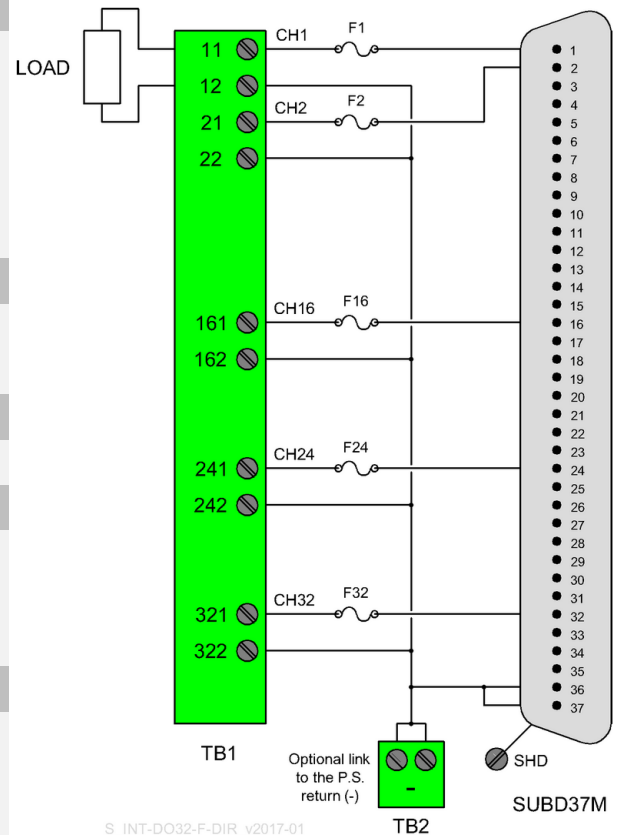 LOAD
11
CH1
F1
12
21
CH2
F2
22
161
CH16
F16
162
241
CH24
F24
242
321
CH32
F32
322
TB1
Optional link
to the P.S.
return (-)
-
TB2
1
2
3
4
5
6
7
8
9
10
11
12
13
14
15
16
17
18
19
20
21
22
23
24
25
26
27
28
29
30
31
32
33
34
35
36
37
SHD
SUBD37M
S_INT-DO32-F-DIR_v2017-01